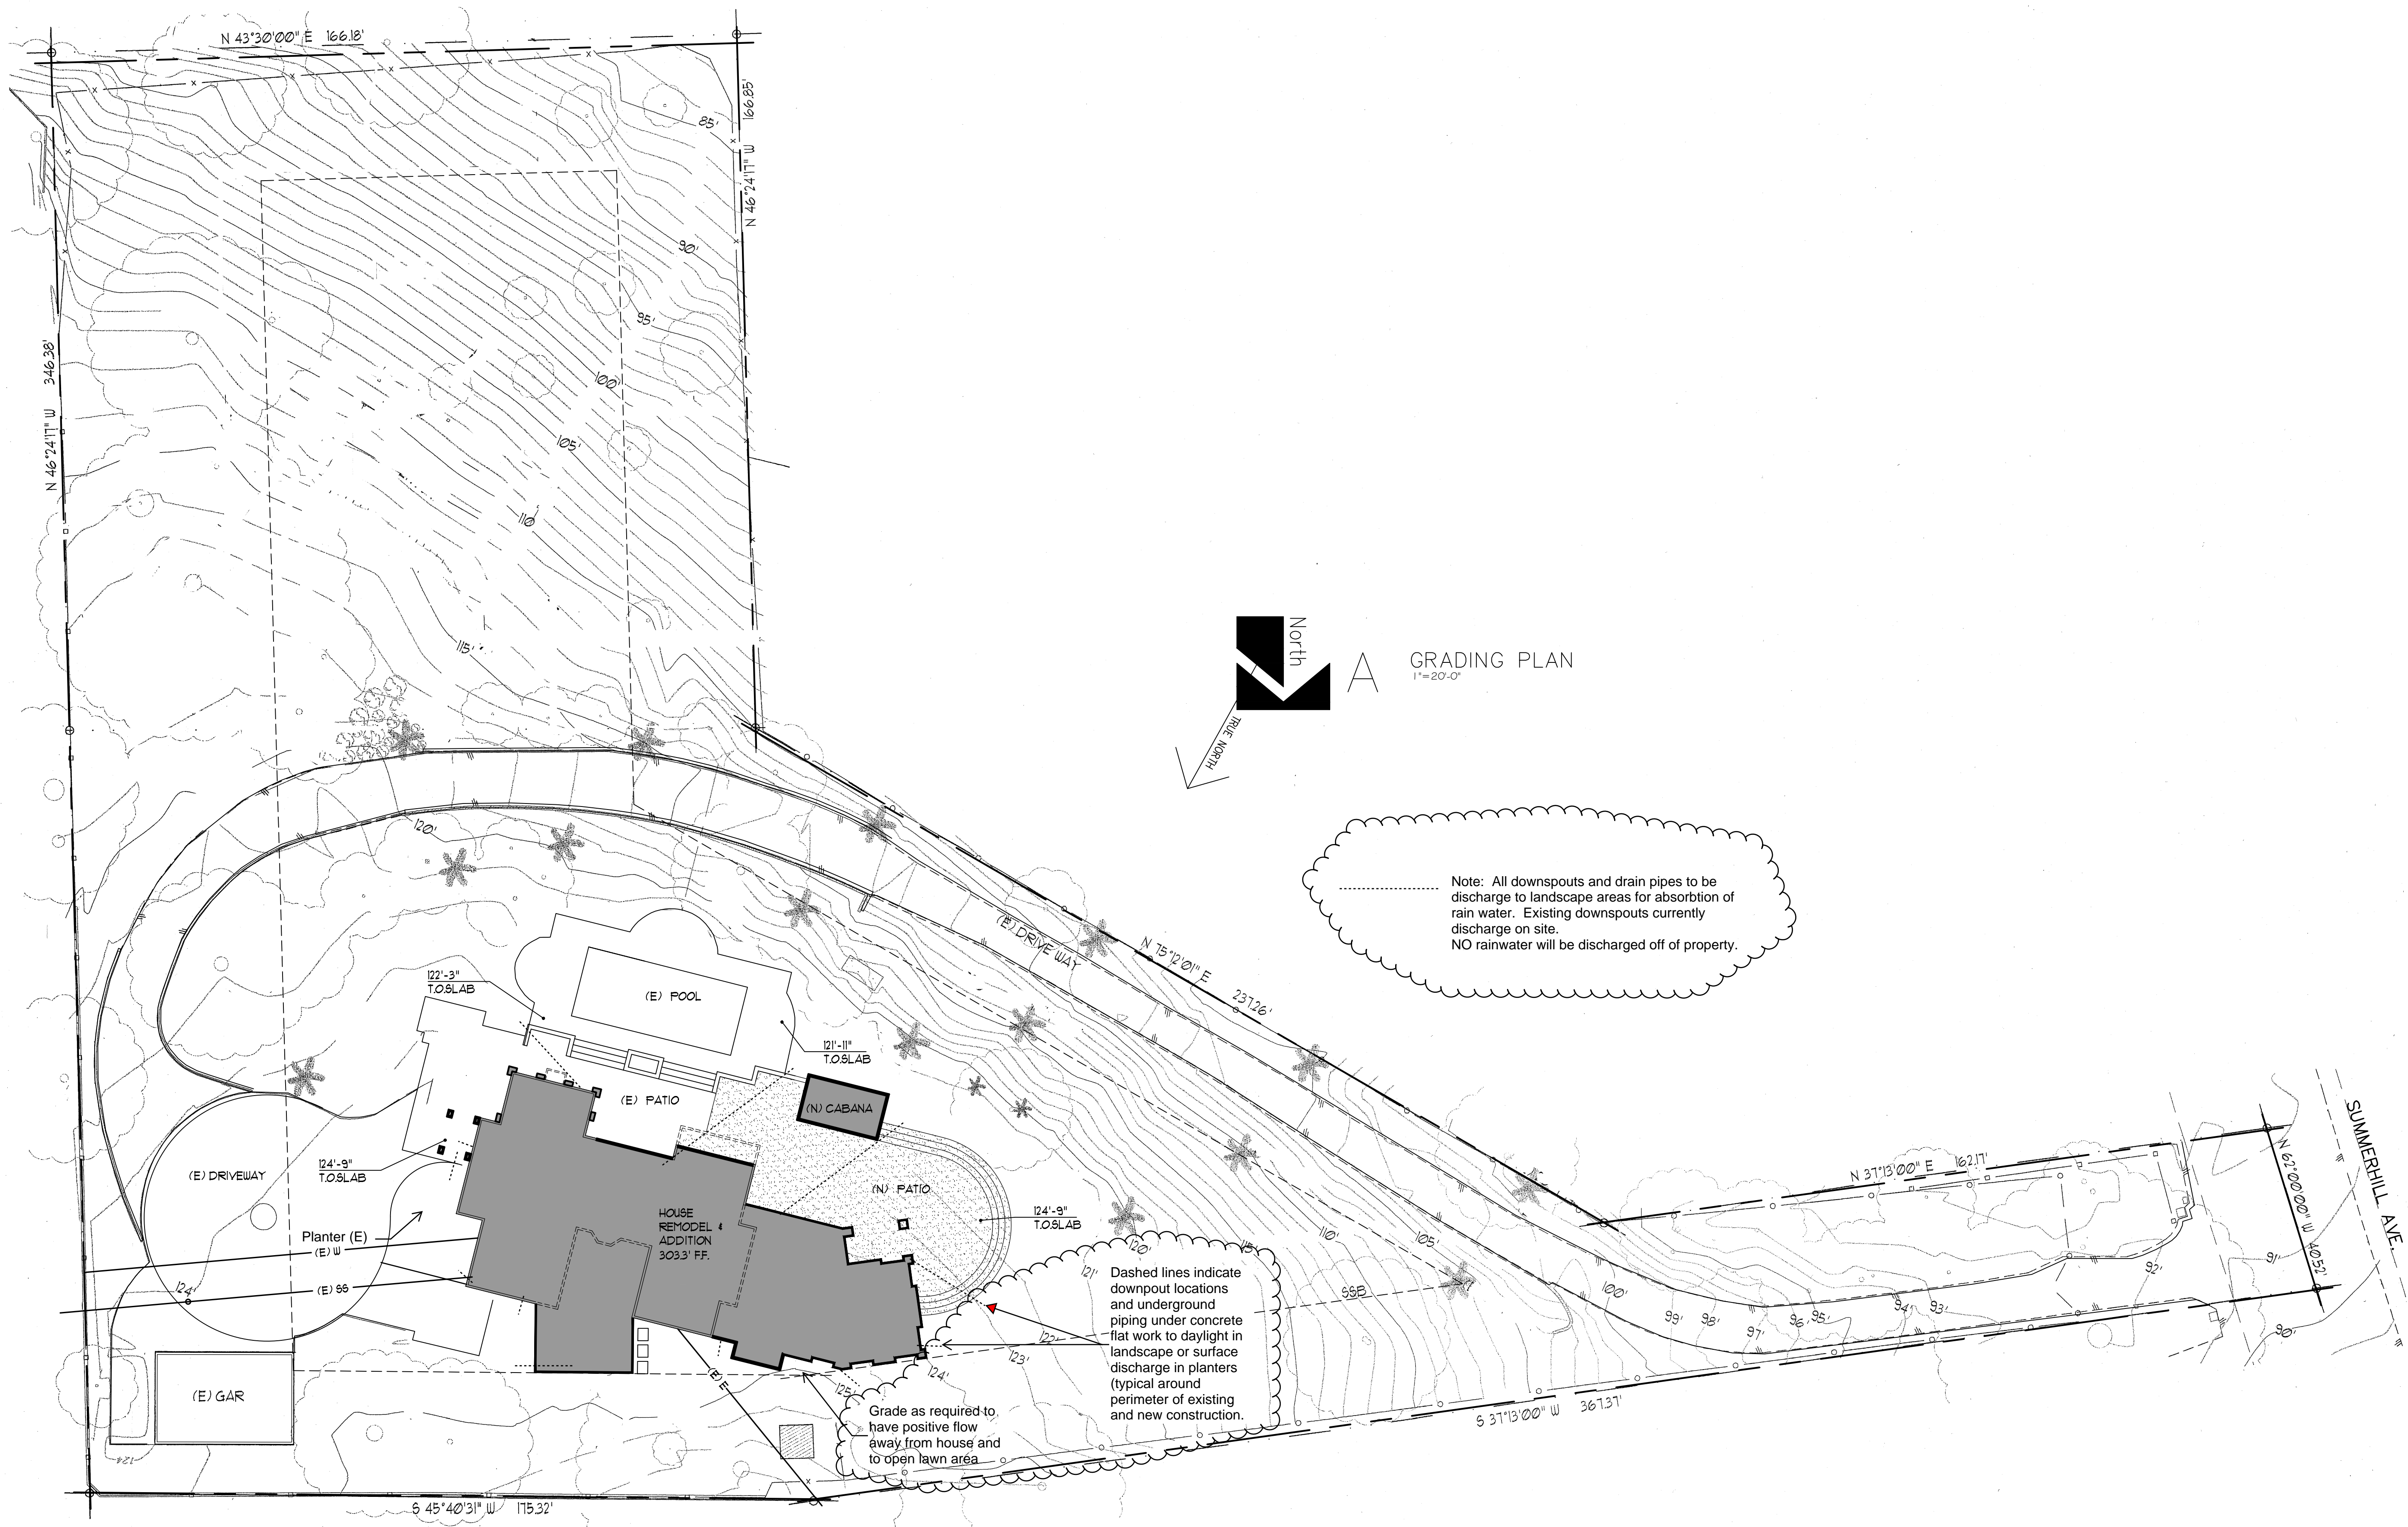 N 43°30'00" E 166.18'
N 46°24'17" W 166.85'
85'
90'
95'
100'
105'
110'
115'
N 46°24'17" W 346.38'
North
A
GRADING PLAN
1"=20'-0"
TRUE NORTH
120'
Note: All downspouts and drain pipes to be
discharge to landscape areas for absorbtion of
rain water. Existing downspouts currently
discharge on site.
NO rainwater will be discharged off of property.
(E) DRIVE WAY
N 75°12'01" E 237.26'
122'-3"
T.O.SLAB
(E) POOL
121'-11"
T.O.SLAB
(E) PATIO
(N) CABANA
124'-9"
T.O.SLAB
(E) DRIVEWAY
(N) PATIO
124'-9"
T.O.SLAB
HOUSE
REMODEL &
ADDITION
303.3' F.F.
Planter (E)
(E) W
(E) SS
124'
(E) GAR
124
(E) E
S 45°40'31" W 175.32'
125'
124'
123'
122'
121'
120'
115'
110'
105'
100'
99'
98'
97'
96'
95'
94'
93'
92'
91'
90'
SSB
Dashed lines indicate
downpout locations
and underground
piping under concrete
flat work to daylight in
landscape or surface
discharge in planters
(typical around
perimeter of existing
and new construction.
Grade as required to
have positive flow
away from house and
to open lawn area
S 37°13'00" W 367.37'
N 37°13'00" E 162.17'
N 62°00'00" W 40.52'
SUMMERHILL AVE.